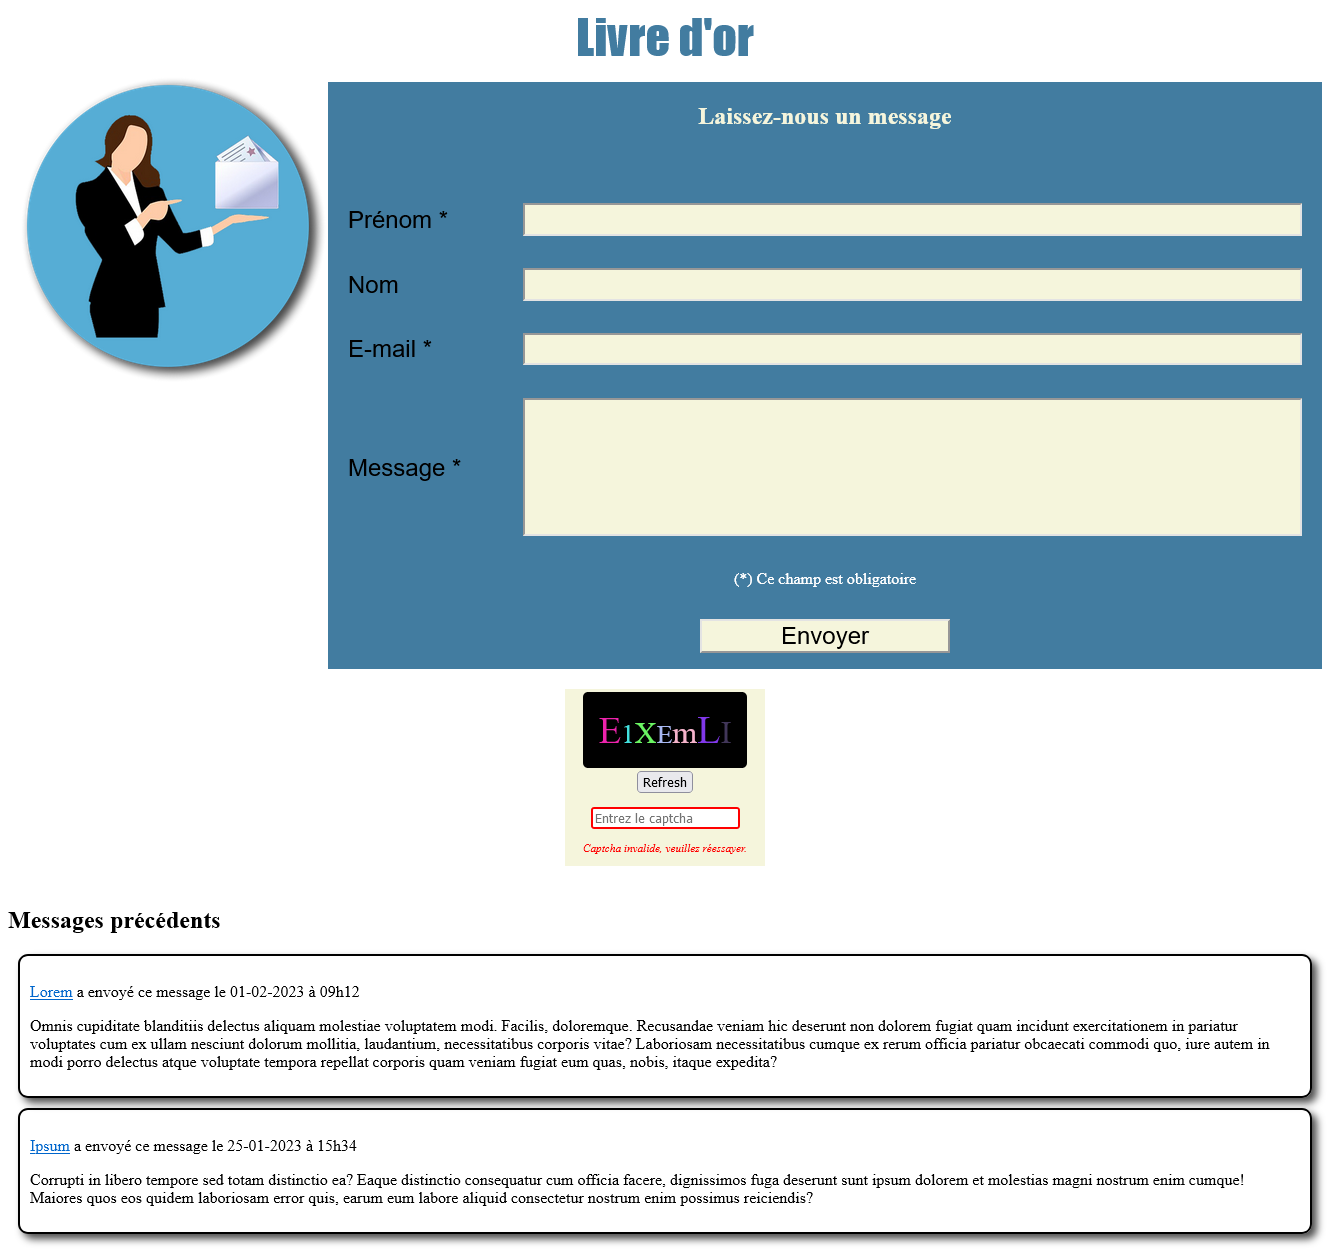 Livre d'or
Laissez-nous un message
Prénom *
Nom
E-mail *
Message *
(*) Ce champ est obligatoire
Envoyer
E1XEmLI
Refresh
Entrez le captcha
Captcha invalide, veuillez réessayer.
Messages précédents
Lorem a envoyé ce message le 01-02-2023 à 09h12
Omnis cupiditate blanditiis delectus aliquam molestiae voluptatem modi. Facilis, doloremque. Recusandae veniam hic deserunt non dolorem fugiat quam incidunt exercitationem in pariatur
voluptates cum ex ullam nesciunt dolorum mollitia, laudantium, necessitatibus corporis vitae? Laboriosam necessitatibus cumque ex rerum officia pariatur obcaecati commodi quo, iure autem in
modi porro delectus atque voluptate tempora repellat corporis quam veniam fugiat eum quas, nobis, itaque expedita?
Ipsum a envoyé ce message le 25-01-2023 à 15h34
Corrupti in libero tempore sed totam distinctio ea? Eaque distinctio consequatur cum officia facere, dignissimos fuga deserunt sunt ipsum dolorem et molestias magni nostrum enim cumque!
Maiores quos eos quidem laboriosam error quis, earum eum labore aliquid consectetur nostrum enim possimus reiciendis?